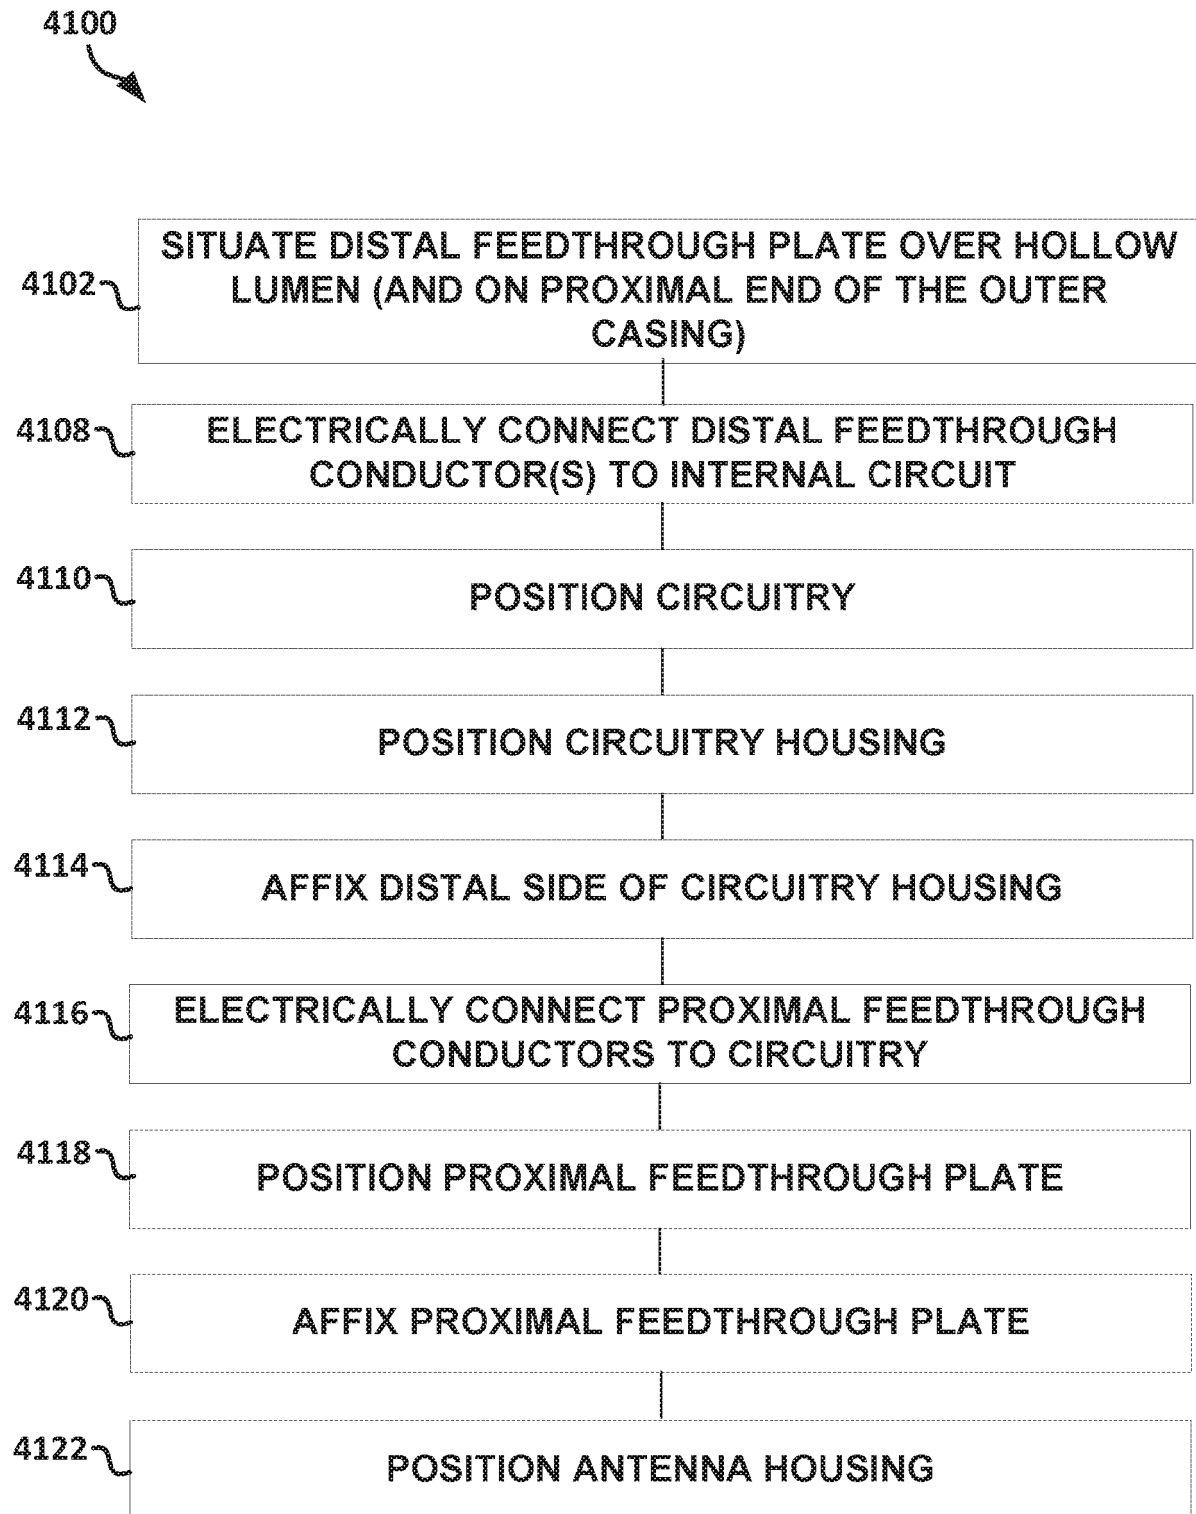 4100
4102
SITUATE DISTAL FEEDTHROUGH PLATE OVER HOLLOW
LUMEN (AND ON PROXIMAL END OF THE OUTER
CASING)
4108
ELECTRICALLY CONNECT DISTAL FEEDTHROUGH
CONDUCTOR(S) TO INTERNAL CIRCUIT
4110
POSITION CIRCUITRY
4112
POSITION CIRCUITRY HOUSING
4114
AFFIX DISTAL SIDE OF CIRCUITRY HOUSING
4116
ELECTRICALLY CONNECT PROXIMAL FEEDTHROUGH
CONDUCTORS TO CIRCUITRY
4118
POSITION PROXIMAL FEEDTHROUGH PLATE
4120
AFFIX PROXIMAL FEEDTHROUGH PLATE
4122
POSITION ANTENNA HOUSING